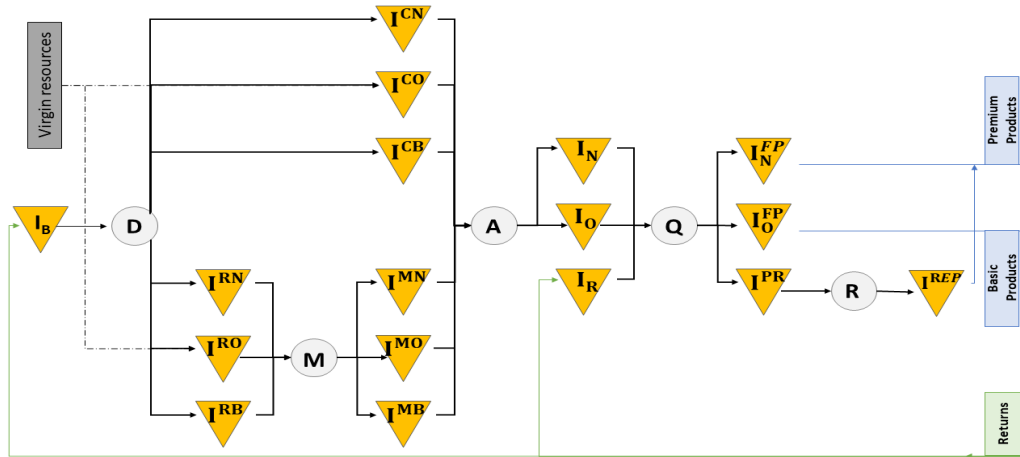 Virgin resources
I_B
D
I^CN
I^CO
I^CB
I^RN
I^RO
I^RB
M
I^MN
I^MO
I^MB
A
I_N
I_O
I_R
Q
I_N^FP
I_O^FP
I^PR
R
I^REP
Premium
Products
Basic
Products
Returns